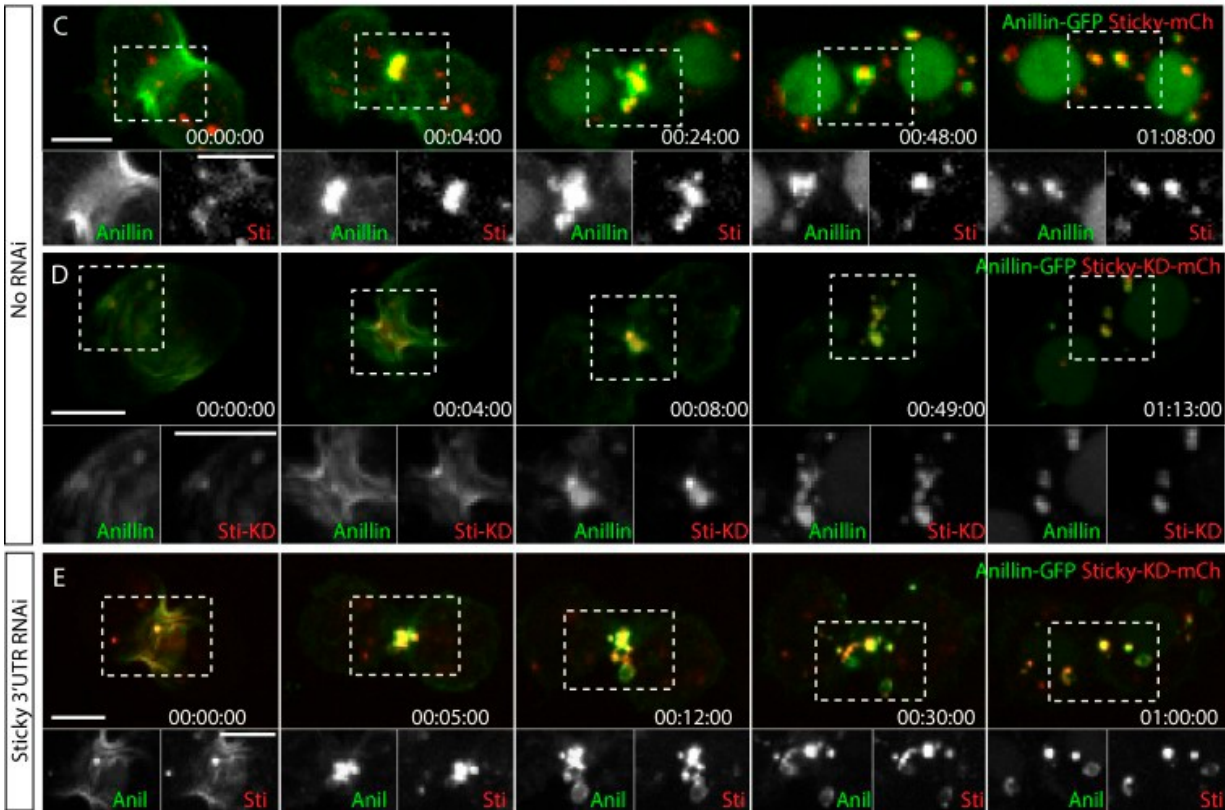 No RNAi
C
Anillin-GFP Sticky-mCh
00:00:00
00:04:00
00:24:00
00:48:00
01:08:00
Anillin Sti
Anillin Sti
Anillin Sti
Anillin Sti
Anillin Sti
D
Anillin-GFP Sticky-KD-mCh
00:00:00
00:04:00
00:08:00
00:49:00
01:13:00
Anillin Sti-KD
Anillin Sti-KD
Anillin Sti-KD
Anillin Sti-KD
Anillin Sti-KD
Sticky 3'UTR RNAi
E
Anillin-GFP Sticky-KD-mCh
00:00:00
00:05:00
00:12:00
00:30:00
01:00:00
Anil Sti
Anil Sti
Anil Sti
Anil Sti
Anil Sti